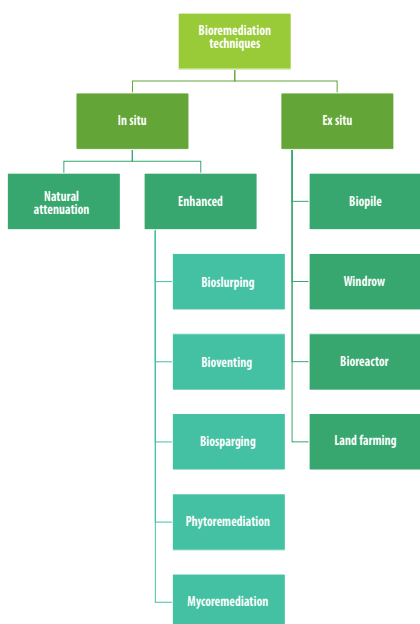 Bioremediation
techniques
In situ
Ex situ
Natural
attenuation
Enhanced
Biopile
Bioslurping
Windrow
Bioventing
Bioreactor
Biosparging
Land farming
Phytoremediation
Mycoremediation